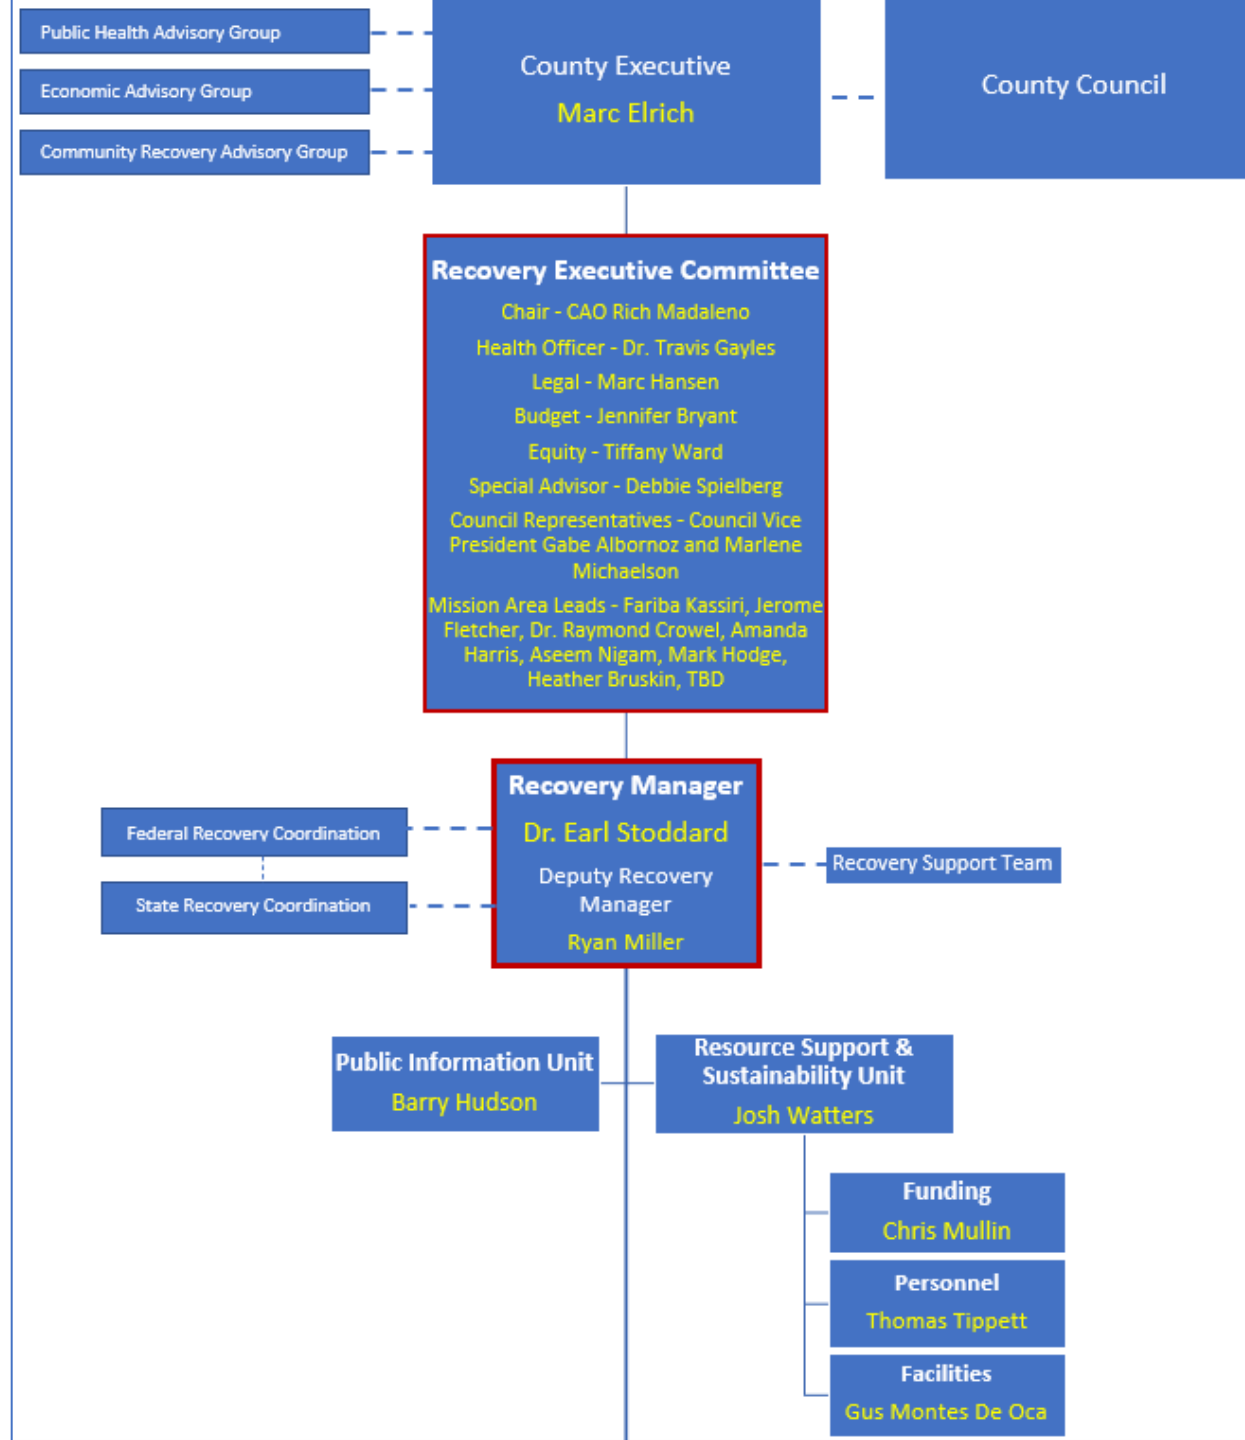 Public Health Advisory Group
Economic Advisory Group
Community Recovery Advisory Group
County Executive
Marc Elrich
County Council
Recovery Executive Committee
Chair - CAO Rich Madaleno
Health Officer - Dr. Travis Gayles
Legal - Marc Hansen
Budget - Jennifer Bryant
Equity - Tiffany Ward
Special Advisor - Debbie Spielberg
Council Representatives - Council Vice
President Gabe Albornoz and Marlene
Michaelson
Mission Area Leads - Fariba Kassiri, Jerome
Fletcher, Dr. Raymond Crowel, Amanda
Harris, Aseem Nigam, Mark Hodge,
Heather Bruskin, TBD
Recovery Manager
Dr. Earl Stoddard
Deputy Recovery
Manager
Ryan Miller
Federal Recovery Coordination
State Recovery Coordination
Recovery Support Team
Public Information Unit
Barry Hudson
Resource Support &
Sustainability Unit
Josh Watters
Funding
Chris Mullin
Personnel
Thomas Tippett
Facilities
Gus Montes De Oca